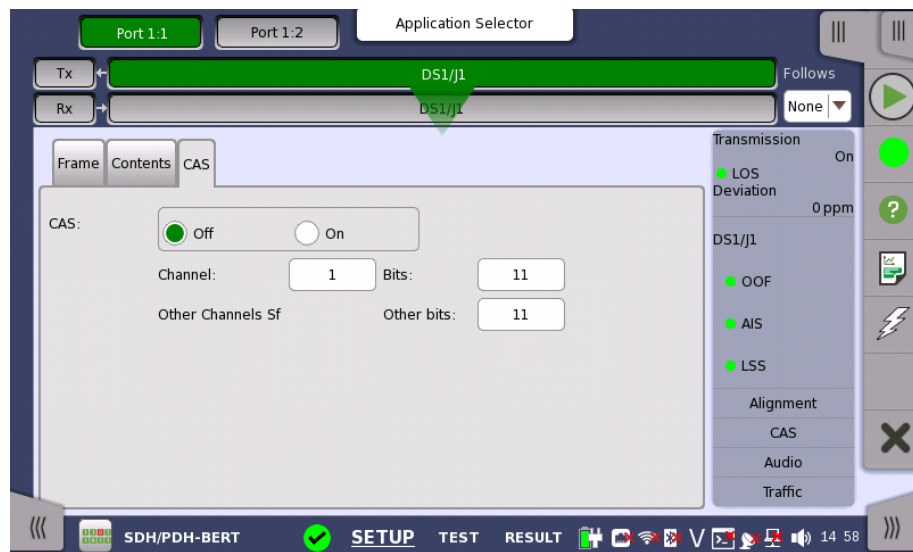 Application Selector
Port 1:1
Port 1:2
Tx
DS1/J1
Follows
Rx
DS1/J1
None
Frame
Contents
CAS
CAS:
Off
On
Channel:
1
Bits:
11
Other Channels Sf
Other bits:
11
Transmission
On
LOS
Deviation
0 ppm
DS1/J1
OOF
AIS
LSS
Alignment
CAS
Audio
Traffic
SDH/PDH-BERT
SETUP
TEST
RESULT
V
14 58